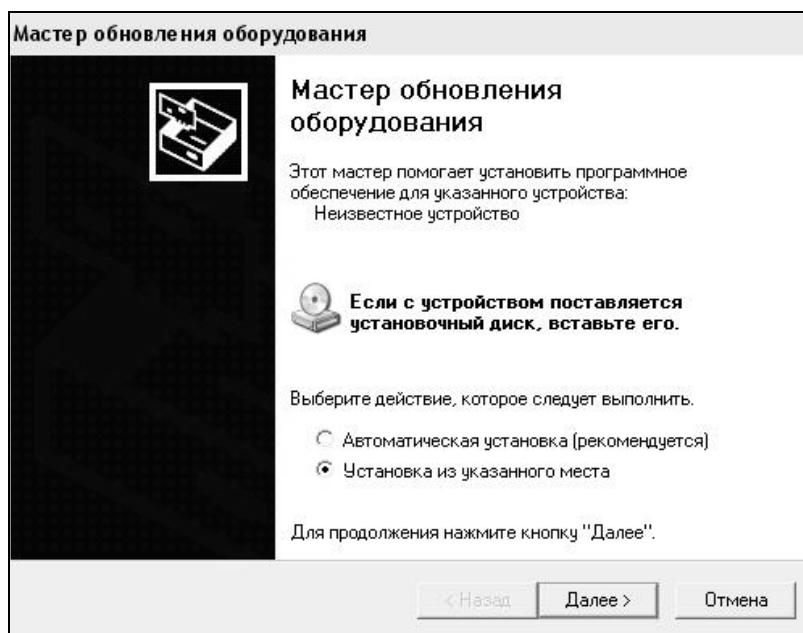 Мастер обновления оборудования
Мастер обновления
оборудования
Этот мастер помогает установить программное
обеспечение для указанного устройства:
Неизвестное устройство
Если с устройством поставляется
установочный диск, вставьте его.
Выберите действие, которое следует выполнить.
Автоматическая установка (рекомендуется)
Установка из указанного места
Для продолжения нажмите кнопку "Далее".
< Назад
Далее >
Отмена